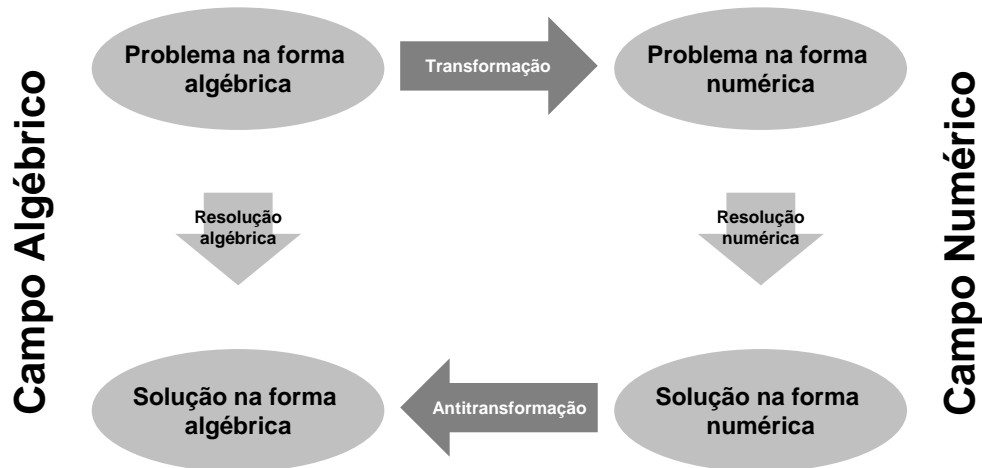 Campo Algébrico
Problema na forma
algébrica
Transformação
Problema na forma
numérica
Resolução
algébrica
Resolução
numérica
Solução na forma
algébrica
Antitransformação
Solução na forma
numérica
Campo Numérico